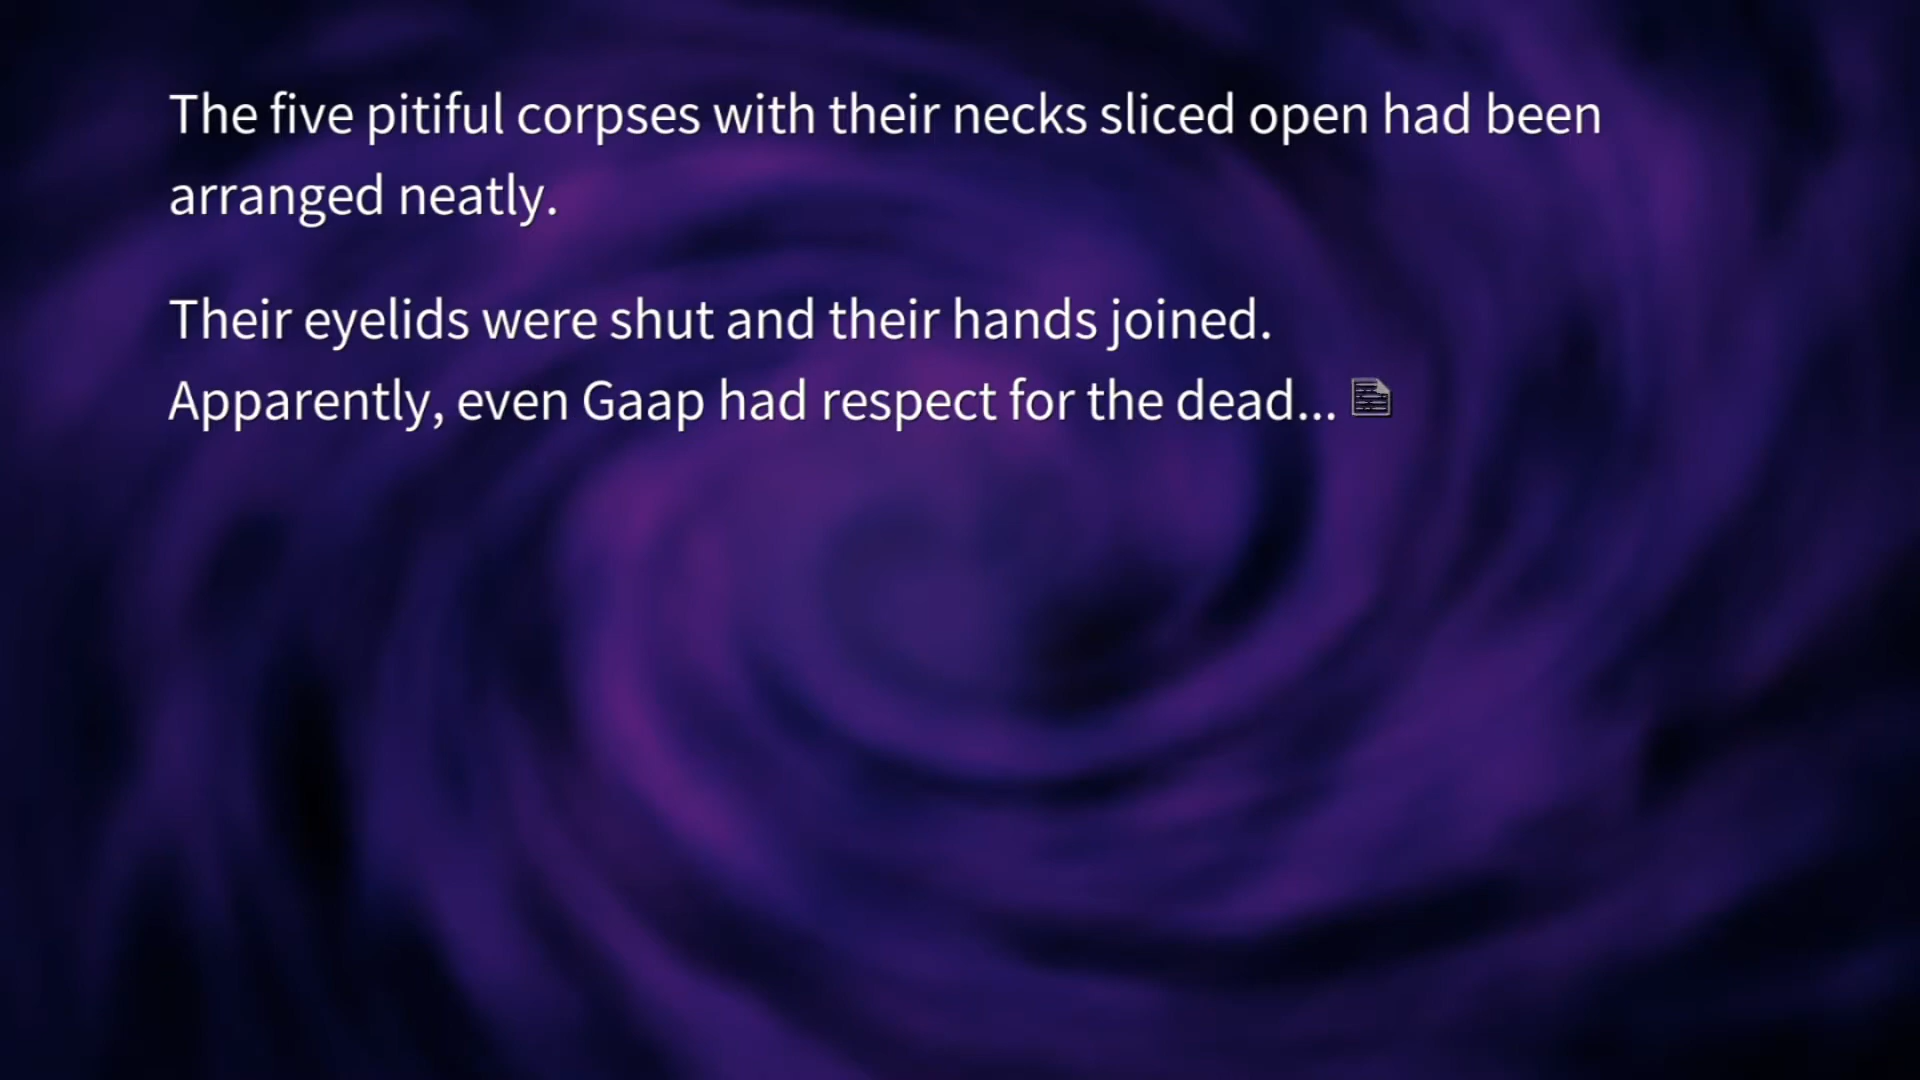 The five pitiful corpses with their necks sliced open had been
arranged neatly.
Their eyelids were shut and their hands joined.
Apparently, even Gaap had respect for the dead...